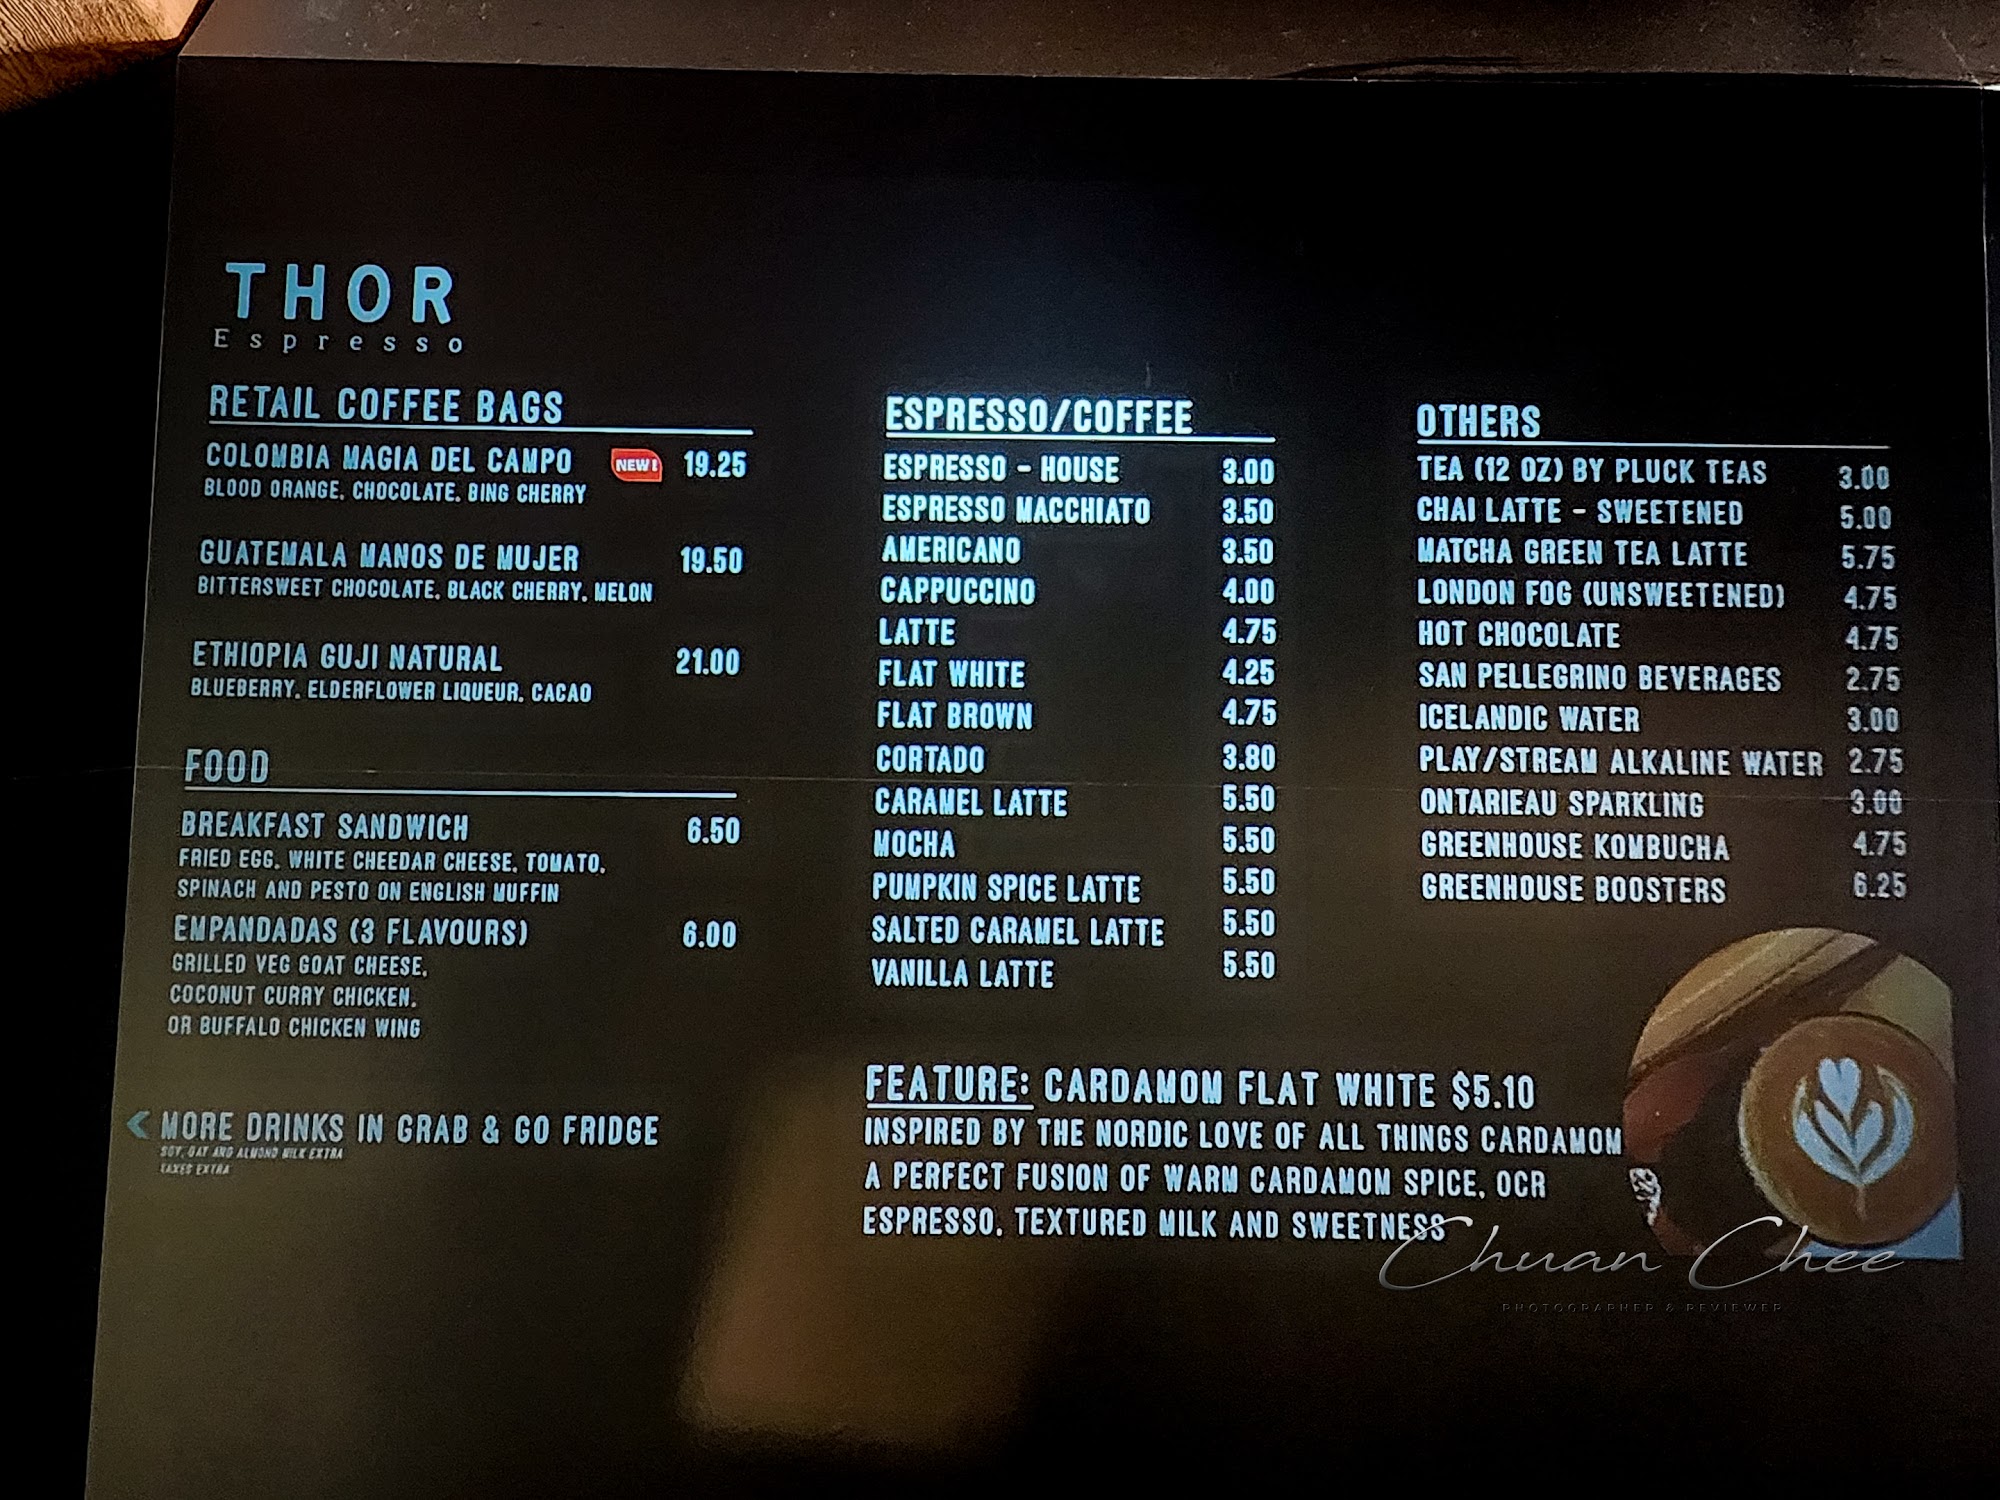 THOR
Espresso
RETAIL COFFEE BAGS
COLOMBIA MAGIA DEL CAMPO NEW! 19.25
BLOOD ORANGE, CHOCOLATE, BING CHERRY
GUATEMALA MANOS DE MUJER 19.50
BITTERSWEET CHOCOLATE, BLACK CHERRY, MELON
ETHIOPIA GUJI NATURAL 21.00
BLUEBERRY, ELDERFLOWER LIQUEUR, CACAO
FOOD
BREAKFAST SANDWICH 6.50
FRIED EGG, WHITE CHEEDAR CHEESE, TOMATO,
SPINACH AND PESTO ON ENGLISH MUFFIN
EMPANDADAS (3 FLAVOURS) 6.00
GRILLED VEG GOAT CHEESE,
COCONUT CURRY CHICKEN,
OR BUFFALO CHICKEN WING
MORE DRINKS IN GRAB & GO FRIDGE
SOY, OAT AND ALMOND MILK EXTRA
TAXES EXTRA
ESPRESSO/COFFEE
ESPRESSO - HOUSE 3.00
ESPRESSO MACCHIATO 3.50
AMERICANO 3.50
CAPPUCCINO 4.00
LATTE 4.75
FLAT WHITE 4.25
FLAT BROWN 4.75
CORTADO 3.80
CARAMEL LATTE 5.50
MOCHA 5.50
PUMPKIN SPICE LATTE 5.50
SALTED CARAMEL LATTE 5.50
VANILLA LATTE 5.50
OTHERS
TEA (12 OZ) BY PLUCK TEAS 3.00
CHAI LATTE - SWEETENED 5.00
MATCHA GREEN TEA LATTE 5.75
LONDON FOG (UNSWEETENED) 4.75
HOT CHOCOLATE 4.75
SAN PELLEGRINO BEVERAGES 2.75
ICELANDIC WATER 3.00
PLAY/STREAM ALKALINE WATER 2.75
ONTARIEAU SPARKLING 3.00
GREENHOUSE KOMBUCHA 4.75
GREENHOUSE BOOSTERS 6.25
FEATURE: CARDAMOM FLAT WHITE $5.10
INSPIRED BY THE NORDIC LOVE OF ALL THINGS CARDAMOM
A PERFECT FUSION OF WARM CARDAMOM SPICE, OCR
ESPRESSO, TEXTURED MILK AND SWEETNESS
Chuan Chee
PHOTOGRAPHER & REVIEWER